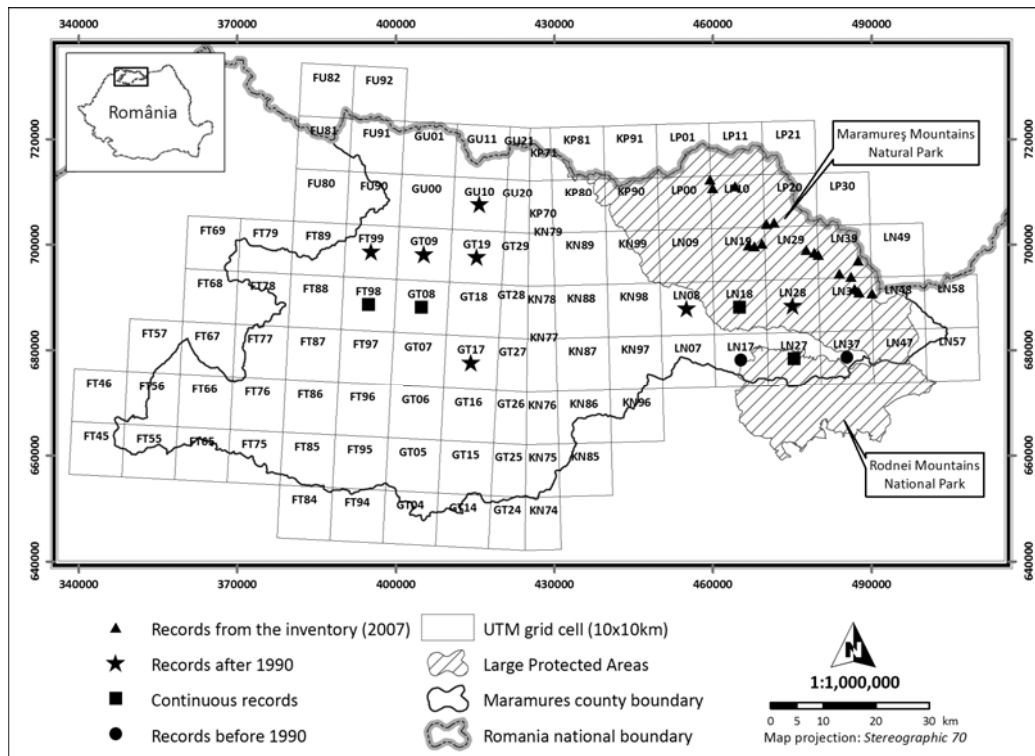 340000 370000 400000 430000 460000 490000
România
FU82 FU92
FU81 FU91 GU01 GU11 GU21 KP71 KP81 KP91 LP01 LP11 LP21
Maramureş Mountains
Natural Park
FU80 FU90 GU00 GU10 GU20 KP70 KP80 KP90 LP00 LP10 LP20 LP30
FT69 FT79 FT89 FT99 GT09 GT19 GT29 KN79 KN89 KN99 LN09 LN19 LN29 LN39 LN49
FT68 FT78 FT88 FT98 GT08 GT18 GT28 KN78 KN88 KN98 LN08 LN18 LN28 LN48 LN58
FT57 FT67 FT77 FT97 GT07 GT17 GT27 KN77 KN87 KN97 LN07 LN17 LN27 LN37 LN47 LN57
FT46 FT56 FT66 FT76 FT86 FT96 GT06 GT16 GT26 KN76 KN86 KN96
FT45 FT55 FT65 FT75 FT85 FT95 GT05 GT15 GT25 KN75 KN85
FT84 FT94 GT04 GT14 GT24 KN74
Rodnei Mountains
National Park
720000 720000
700000 700000
680000 680000
660000 660000
640000 640000
340000 370000 400000 430000 460000 490000
Records from the inventory (2007)
Records after 1990
Continuous records
Records before 1990
UTM grid cell (10x10km)
Large Protected Areas
Maramures county boundary
Romania national boundary
N
1:1,000,000
0 5 10 20 30 km
Map projection: Stereographic 70